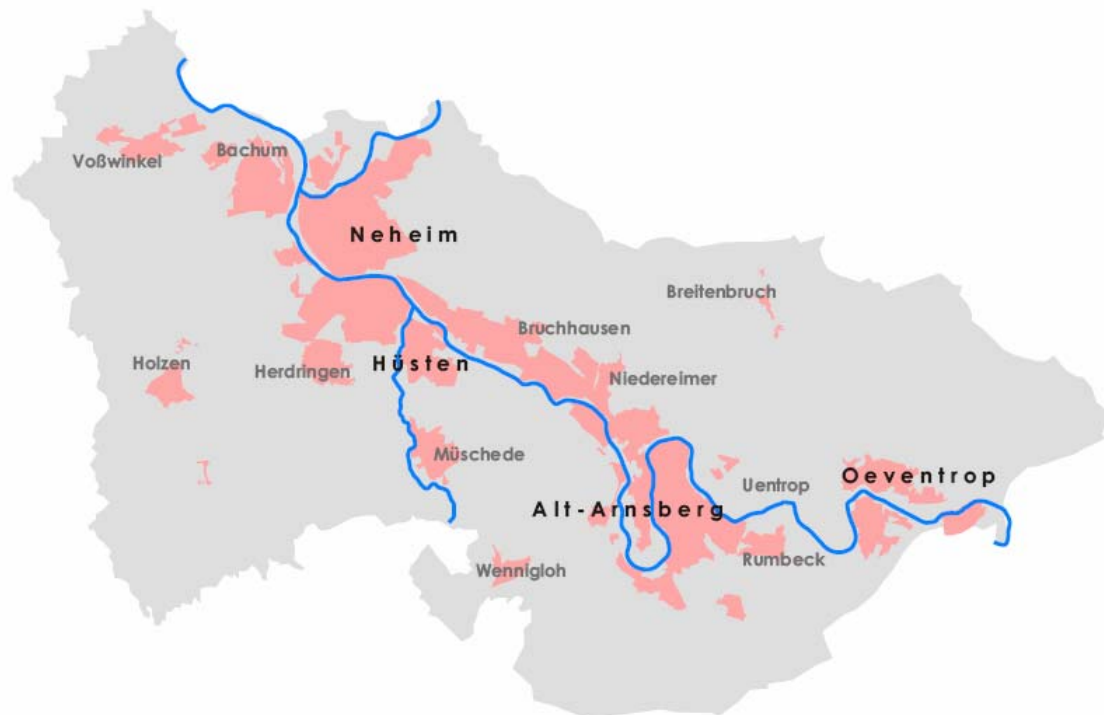 Voßwinkel
Bachum
Neheim
Breitenbruch
Bruchhausen
Holzen
Herdringen
Hüsten
Niedereimer
Müschede
Oeventrop
Uentrop
Alt-Arnsberg
Rumbeck
Wennigloh